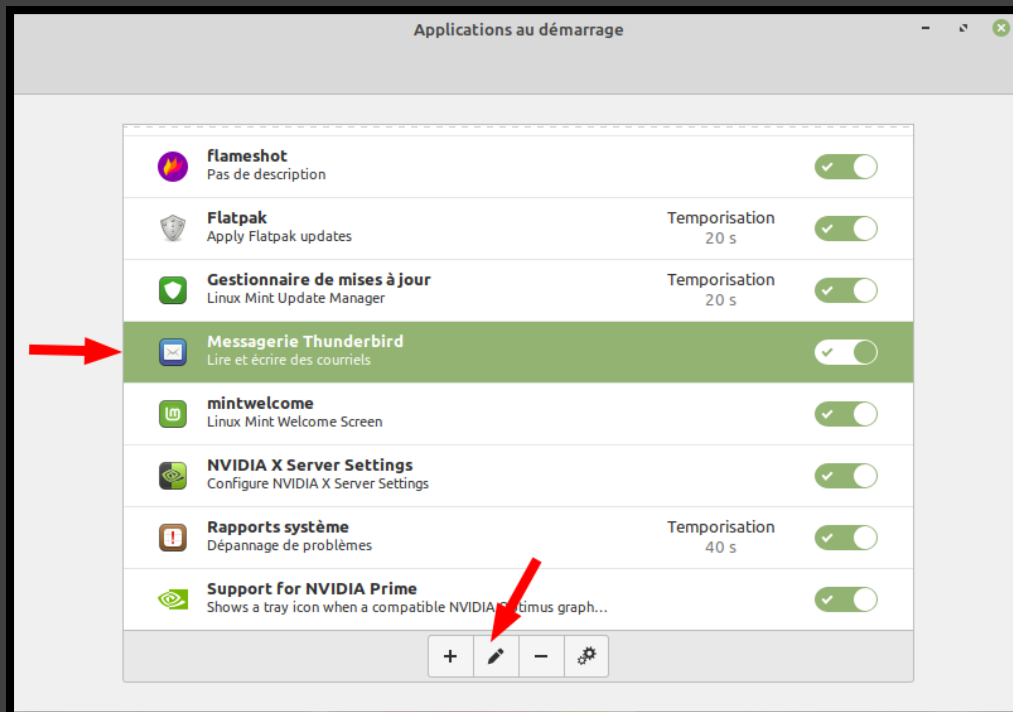 Applications au démarrage
flameshot
Pas de description
Flatpak
Apply Flatpak updates
Temporisation
20 s
Gestionnaire de mises à jour
Linux Mint Update Manager
Temporisation
20 s
Messagerie Thunderbird
Lire et écrire des courriels
mintwelcome
Linux Mint Welcome Screen
NVIDIA X Server Settings
Configure NVIDIA X Server Settings
Rapports système
Dépannage de problèmes
Temporisation
40 s
Support for NVIDIA Prime
Shows a tray icon when a compatible NVIDIA graph...